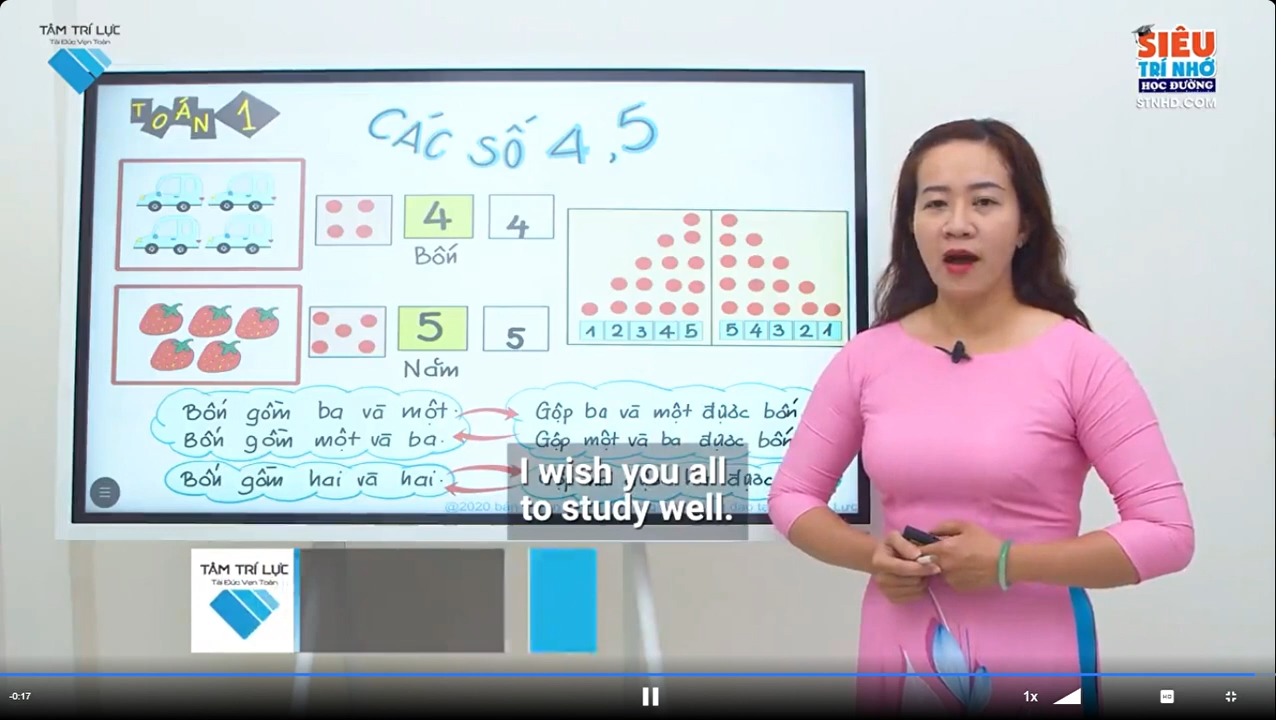 TÂM TRÍ LỰC
Tài Đức Vẹn Toàn
SIÊU
TRÍ NHỚ
HỌC ĐƯỜNG
STNHD.COM
TOÁN 1
CÁC SỐ 4,5
4 4
Bốn
5 5
Năm
1 2 3 4 5 5 4 3 2 1
Bốn gồm ba và một.
Bốn gồm một và ba.
Bốn gồm hai và hai.
Gộp ba và một được bốn
Gộp một và ba được bốn
được
@2020
I wish you all
to study well.
TÂM TRÍ LỰC
Tài Đức Vẹn Toàn
-0:17
1x
HD